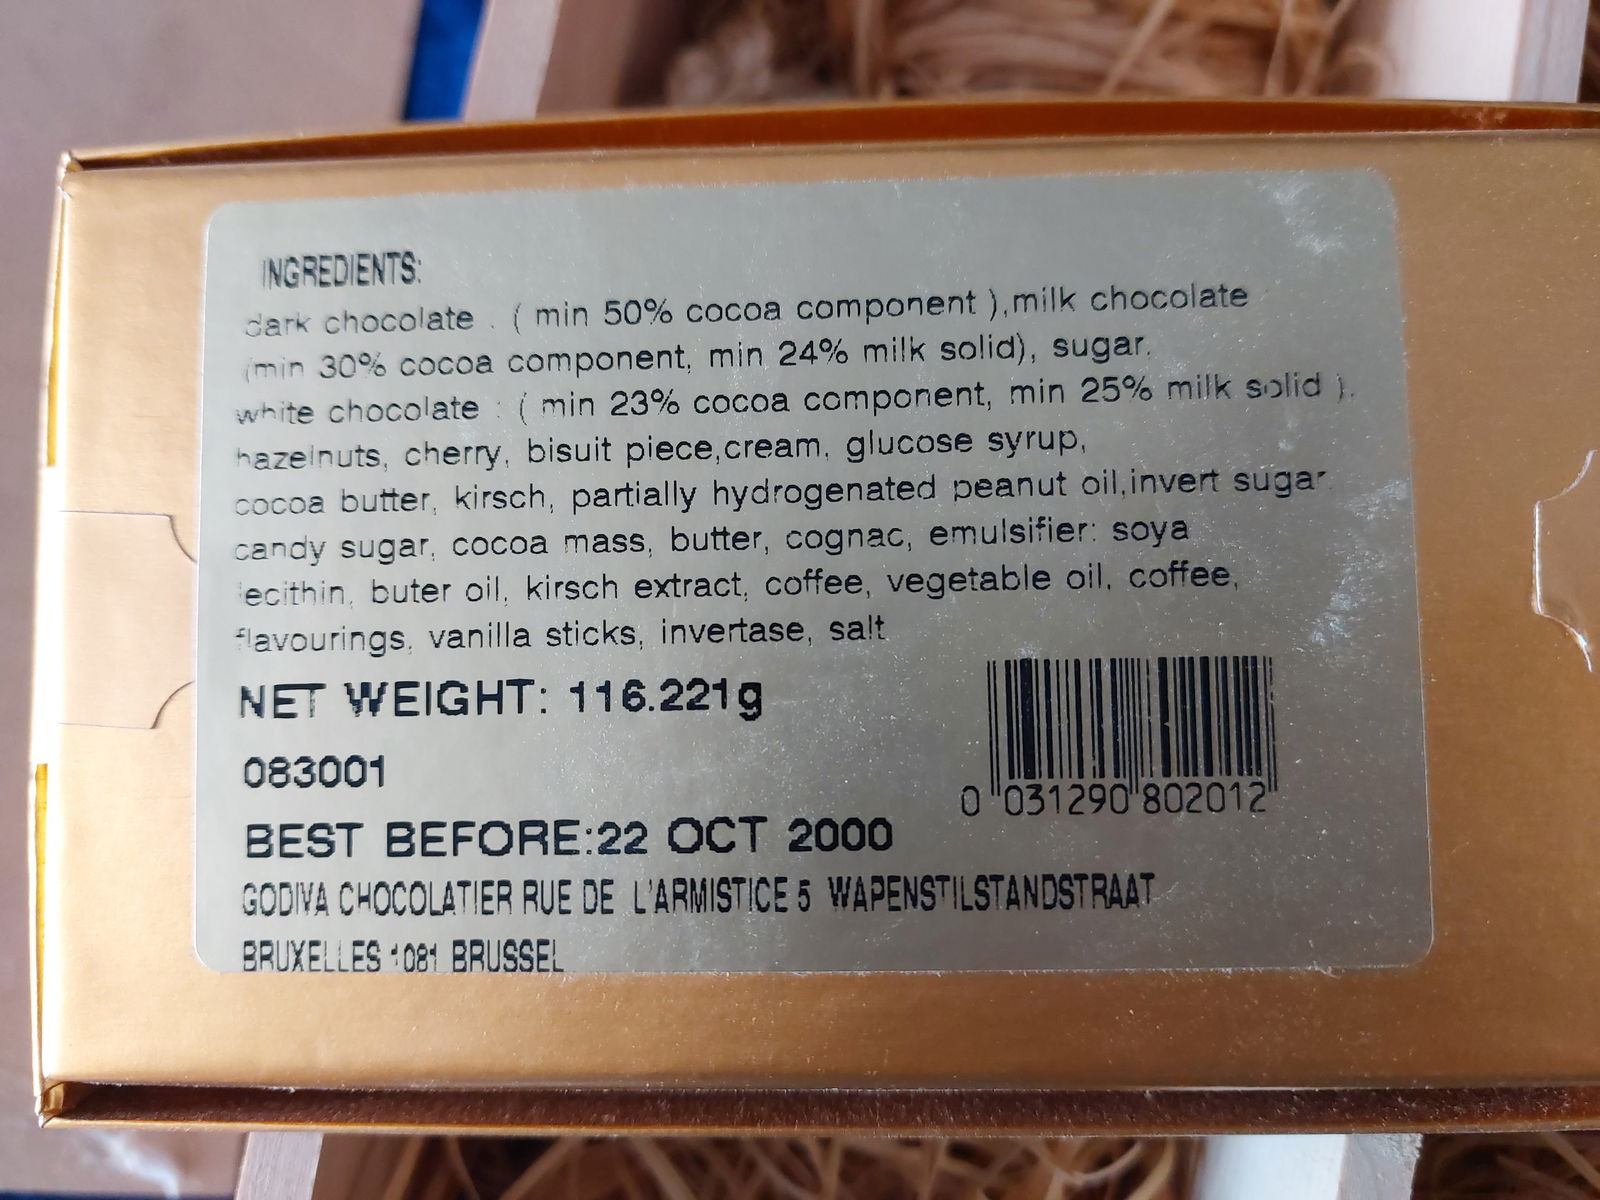 INGREDIENTS:
dark chocolate . ( min 50% cocoa component ),milk chocolate
(min 30% cocoa component, min 24% milk solid), sugar,
white chocolate : ( min 23% cocoa component, min 25% milk solid ),
hazelnuts, cherry, bisuit piece,cream, glucose syrup,
cocoa butter, kirsch, partially hydrogenated peanut oil,invert sugar
candy sugar, cocoa mass, butter, cognac, emulsifier: soya
lecithin, buter oil, kirsch extract, coffee, vegetable oil, coffee,
flavourings, vanilla sticks, invertase, salt
NET WEIGHT: 116.221g
083001
0 031290 802012
BEST BEFORE:22 OCT 2000
GODIVA CHOCOLATIER RUE DE L'ARMISTICE 5 WAPENSTILSTANDSTRAAT
BRUXELLES 1081 BRUSSEL